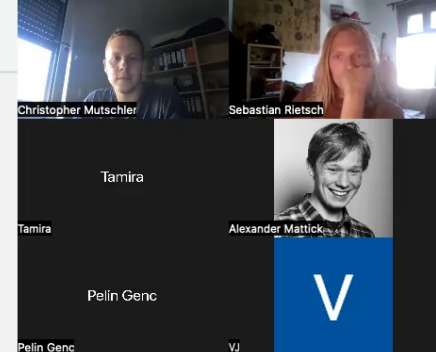 Christopher Mutschler
Sebastian Rietsch
Tamira
Tamira
Alexander Mattick
Pelin Genc
V
Pelin Genc
VJ